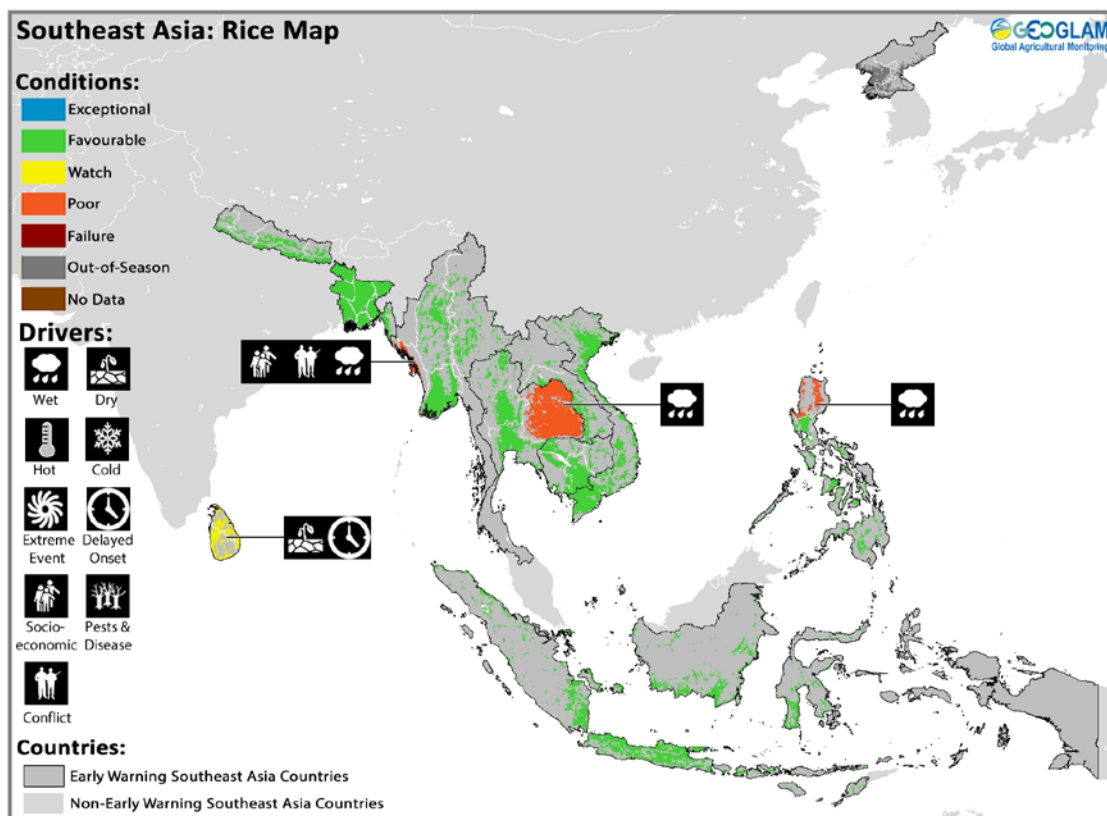 Southeast Asia: Rice Map
GEOGLAM
Global Agricultural Monitoring
Conditions:
Exceptional
Favourable
Watch
Poor
Failure
Out-of-Season
No Data
Drivers:
Wet
Dry
Hot
Cold
Extreme
Event
Delayed
Onset
Socio-
economic
Pests &
Disease
Conflict
Countries:
Early Warning Southeast Asia Countries
Non-Early Warning Southeast Asia Countries